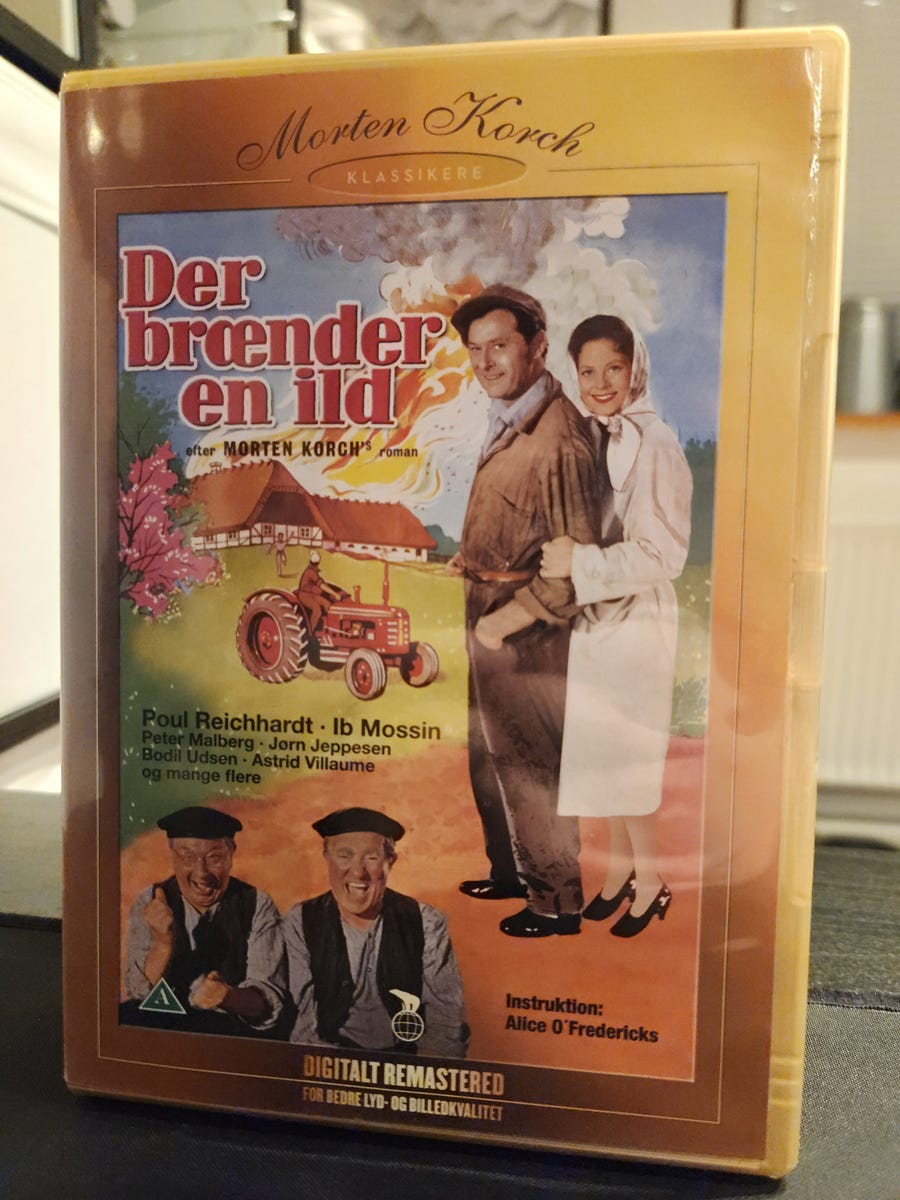 Morten Korch
KLASSIKERE
Der
brænder
en ild
efter MORTEN KORCH'S roman
Poul Reichhardt · Ib Mossin
Peter Malberg · Jørn Jeppesen
Bodil Udsen · Astrid Villaume
og mange flere
A
Instruktion:
Alice O´Fredericks
DIGITALT REMASTERED
FOR BEDRE LYD- OG BILLEDKVALITET